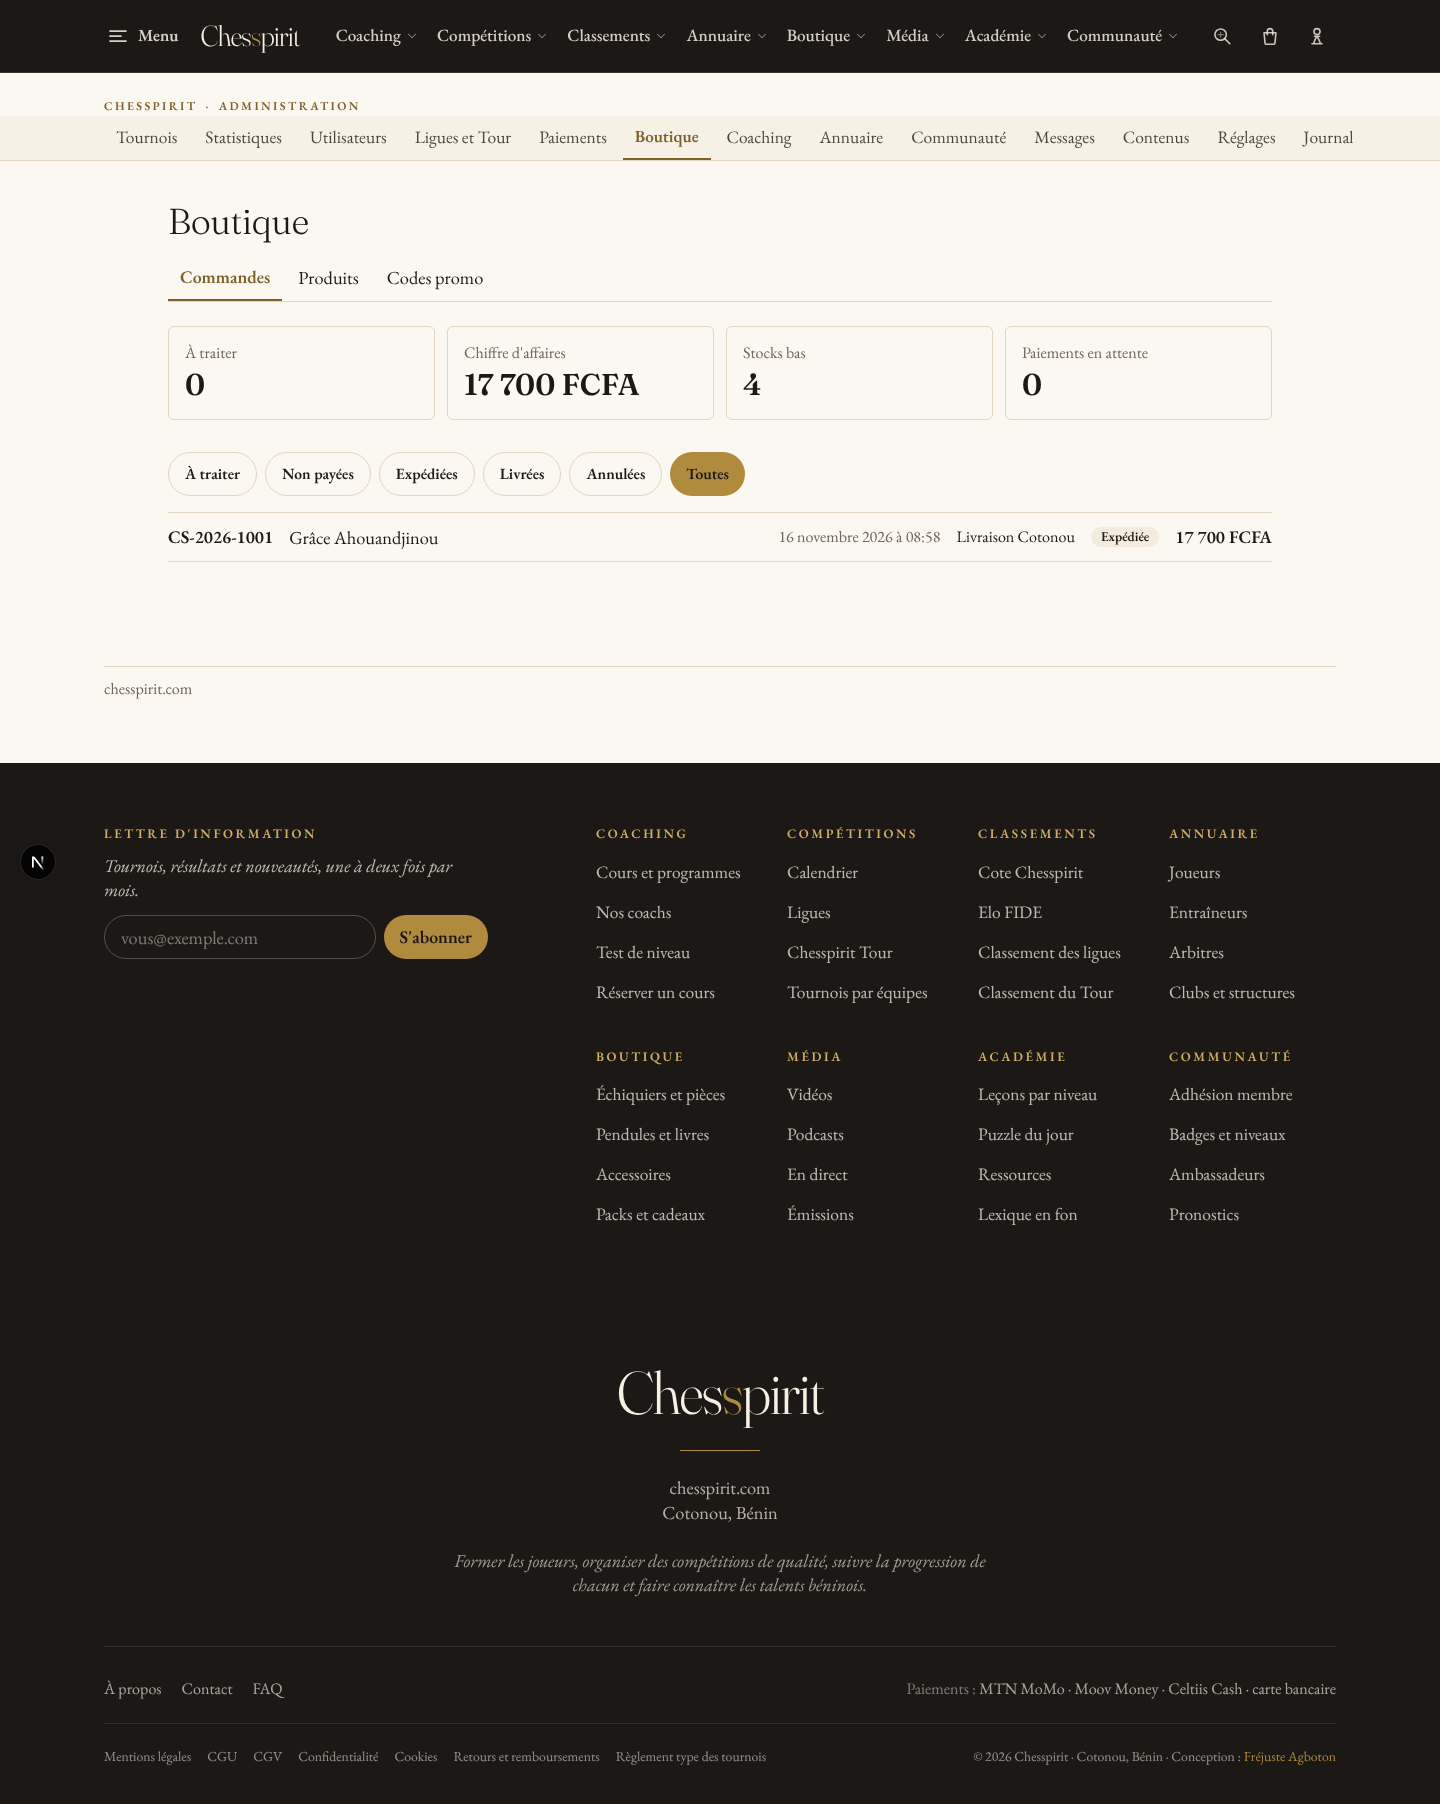 Menu Chesspirit Coaching Compétitions Classements Annuaire Boutique Média Académie Communauté
CHESSPIRIT · ADMINISTRATION
Tournois Statistiques Utilisateurs Ligues et Tour Paiements Boutique Coaching Annuaire Communauté Messages Contenus Réglages Journal
Boutique
Commandes Produits Codes promo
À traiter
0
Chiffre d'affaires
17 700 FCFA
Stocks bas
4
Paiements en attente
0
À traiter Non payées Expédiées Livrées Annulées Toutes
CS-2026-1001 Grâce Ahouandjinou 16 novembre 2026 à 08:58 Livraison Cotonou Expédiée 17 700 FCFA
chesspirit.com
LETTRE D'INFORMATION
Tournois, résultats et nouveautés, une à deux fois par
mois.
vous@exemple.com S'abonner
N
COACHING
Cours et programmes
Nos coachs
Test de niveau
Réserver un cours
COMPÉTITIONS
Calendrier
Ligues
Chesspirit Tour
Tournois par équipes
CLASSEMENTS
Cote Chesspirit
Elo FIDE
Classement des ligues
Classement du Tour
ANNUAIRE
Joueurs
Entraîneurs
Arbitres
Clubs et structures
BOUTIQUE
Échiquiers et pièces
Pendules et livres
Accessoires
Packs et cadeaux
MÉDIA
Vidéos
Podcasts
En direct
Émissions
ACADÉMIE
Leçons par niveau
Puzzle du jour
Ressources
Lexique en fon
COMMUNAUTÉ
Adhésion membre
Badges et niveaux
Ambassadeurs
Pronostics
Chesspirit
chesspirit.com
Cotonou, Bénin
Former les joueurs, organiser des compétitions de qualité, suivre la progression de
chacun et faire connaître les talents béninois.
À propos Contact FAQ Paiements : MTN MoMo · Moov Money · Celtiis Cash · carte bancaire
Mentions légales CGU CGV Confidentialité Cookies Retours et remboursements Règlement type des tournois © 2026 Chesspirit · Cotonou, Bénin · Conception : Fréjuste Agboton